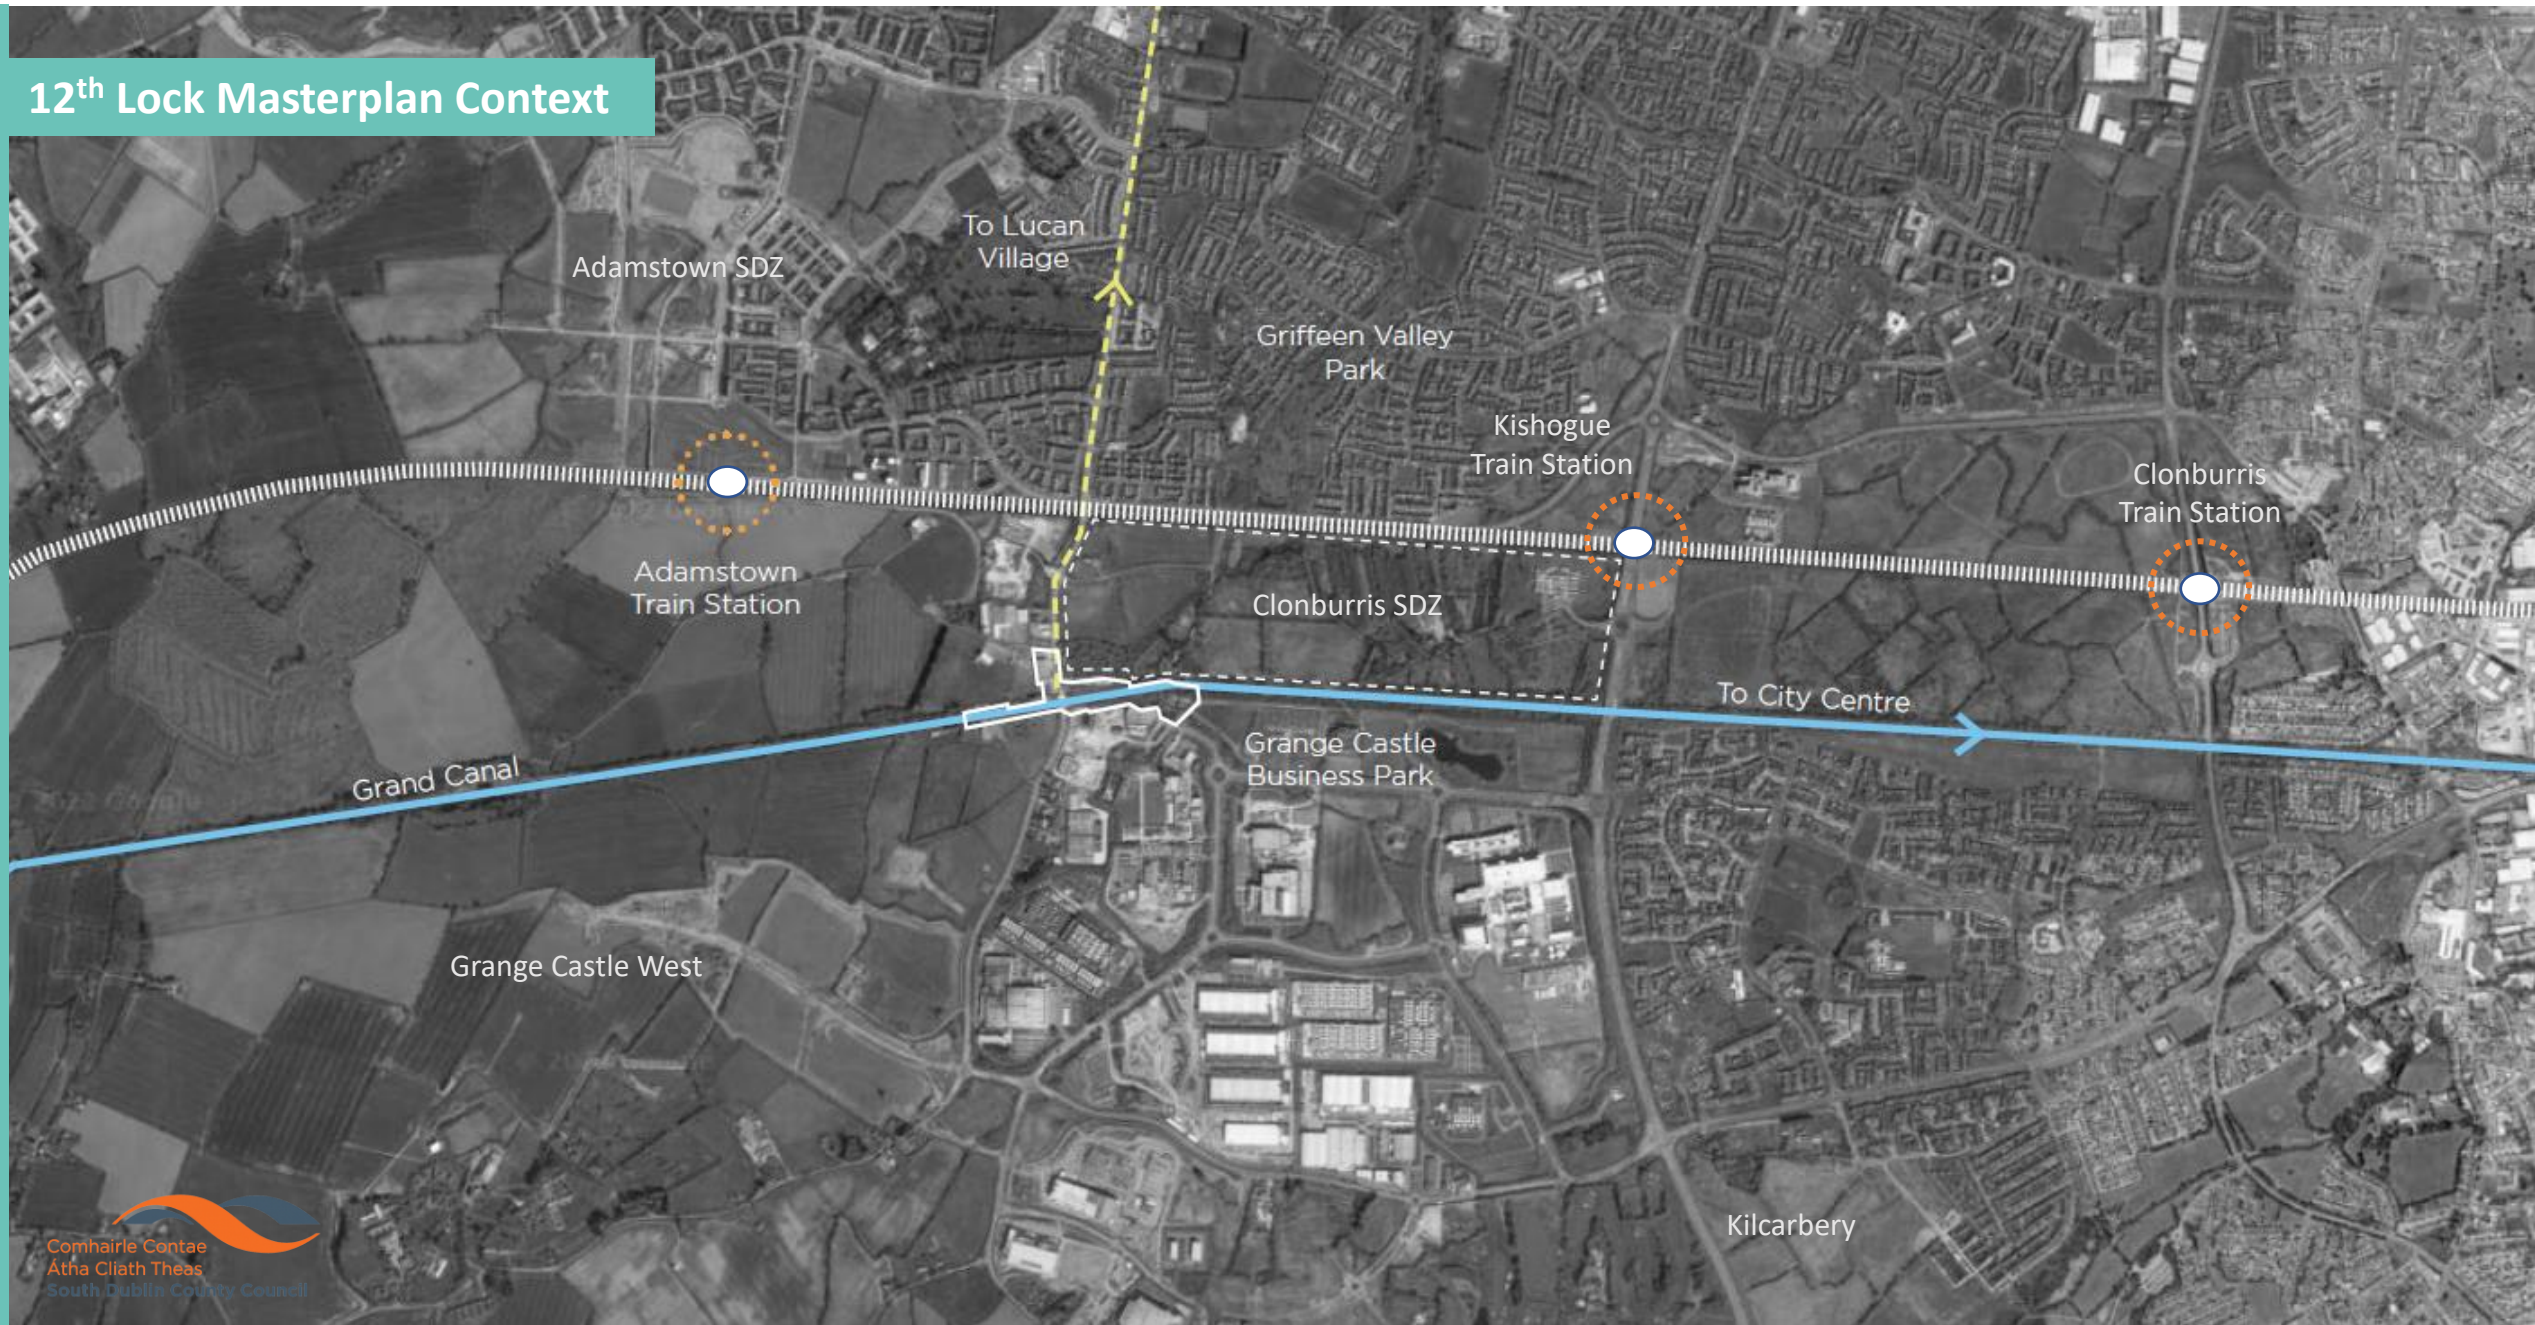 12th Lock Masterplan Context
To Lucan
Village
Adamstown SDZ
Griffeen Valley
Park
Kishogue
Train Station
Clonburris
Train Station
Adamstown
Train Station
Clonburris SDZ
To City Centre
Grange Castle
Business Park
Grand Canal
Grange Castle West
Kilcarbery
Comhairle Contae
Átha Cliath Theas
South Dublin County Council